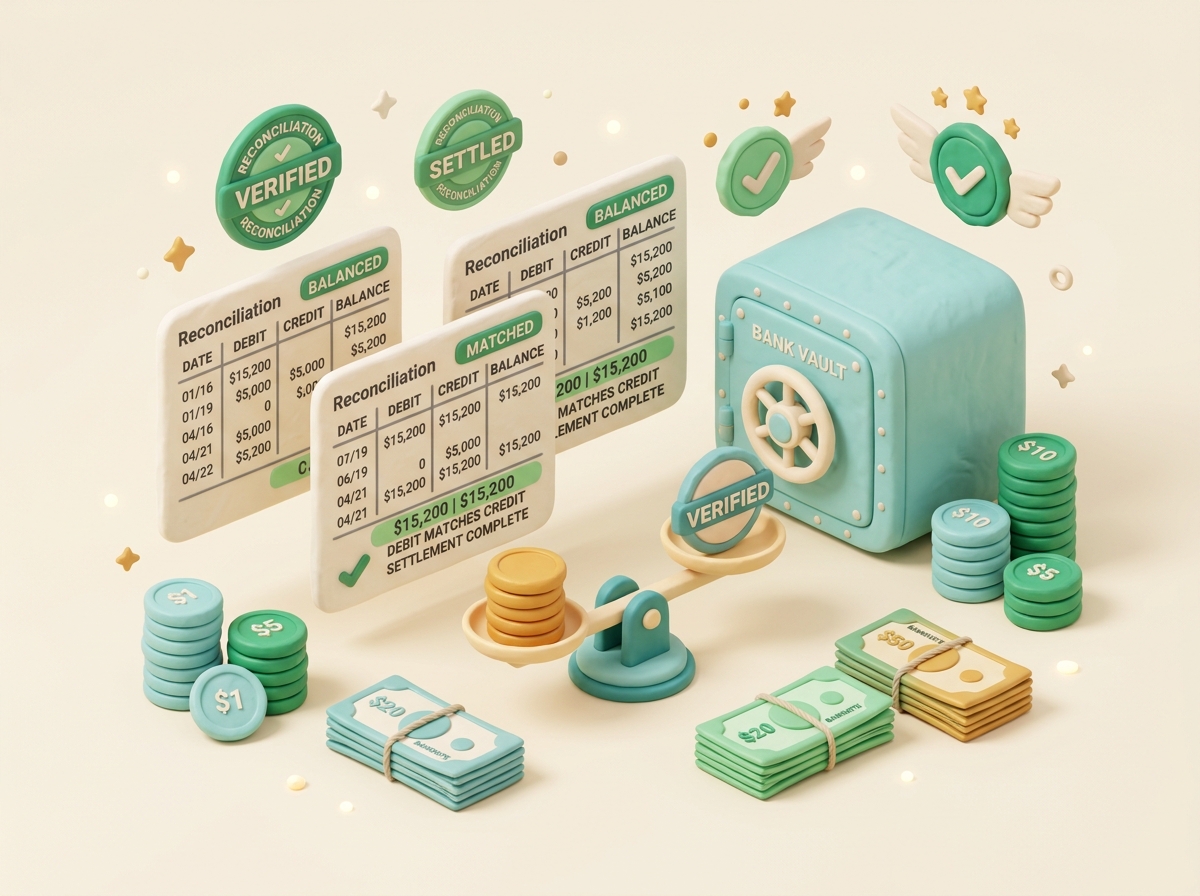 RECONCILIATION
VERIFIED
RECONCILIATION
SETTLED
Reconciliation BALANCED
DATE DEBIT CREDIT BALANCE
01/16 $15,200 $15,200
01/19 $5,000 $5,000 $5,200
04/16 0
04/21 $5,000
04/22 $5,200
Reconciliation BALANCED
DATE DEBIT CREDIT BALANCE
$15,200
$5,200 $5,200
$1,200 $5,100
$15,200
200 | $15,200
MATCHES CREDIT
LEMENT COMPLETE
Reconciliation MATCHED
DATE DEBIT CREDIT BALANCE
07/19 $15,200 $15,200 $15,200
06/19 0 $5,000
04/21 $15,200 $15,200 $15,200
04/21
$15,200 | $15,200
DEBIT MATCHES CREDIT
SETTLEMENT COMPLETE
BANK VAULT
VERIFIED
$10
$10
$5
$1
$5
$1
$20
$20
$50